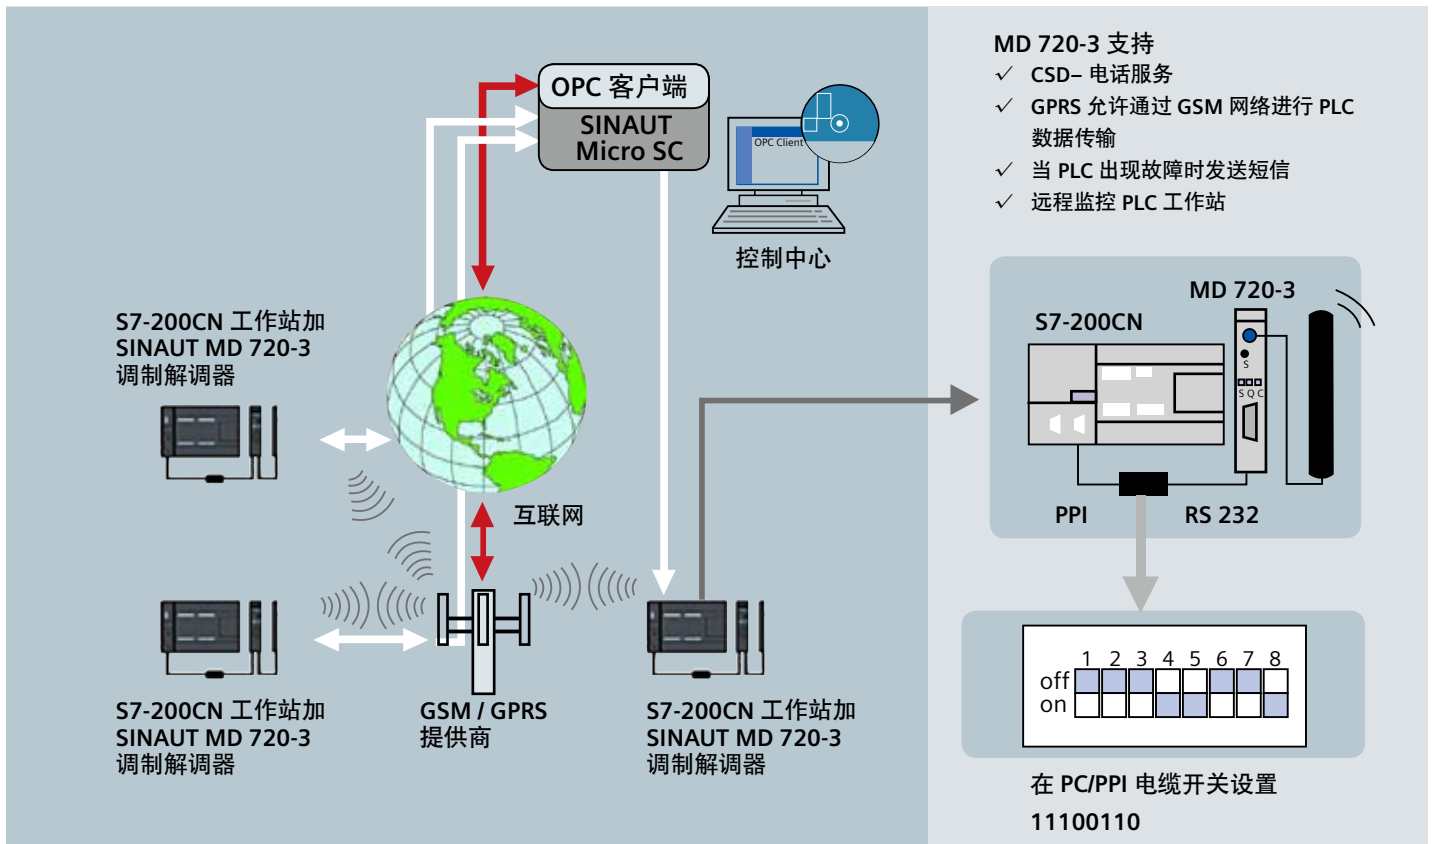 OPC 客户端
SINAUT
Micro SC
OPC Client
控制中心
S7-200CN 工作站加
SINAUT MD 720-3
调制解调器
互联网
S7-200CN 工作站加
SINAUT MD 720-3
调制解调器
GSM / GPRS
提供商
S7-200CN 工作站加
SINAUT MD 720-3
调制解调器
MD 720-3 支持
✓ CSD– 电话服务
✓ GPRS 允许通过 GSM 网络进行 PLC
数据传输
✓ 当 PLC 出现故障时发送短信
✓ 远程监控 PLC 工作站
MD 720-3
S7-200CN
S
S Q C
PPI
RS 232
1 2 3 4 5 6 7 8
off
on
在 PC/PPI 电缆开关设置
11100110